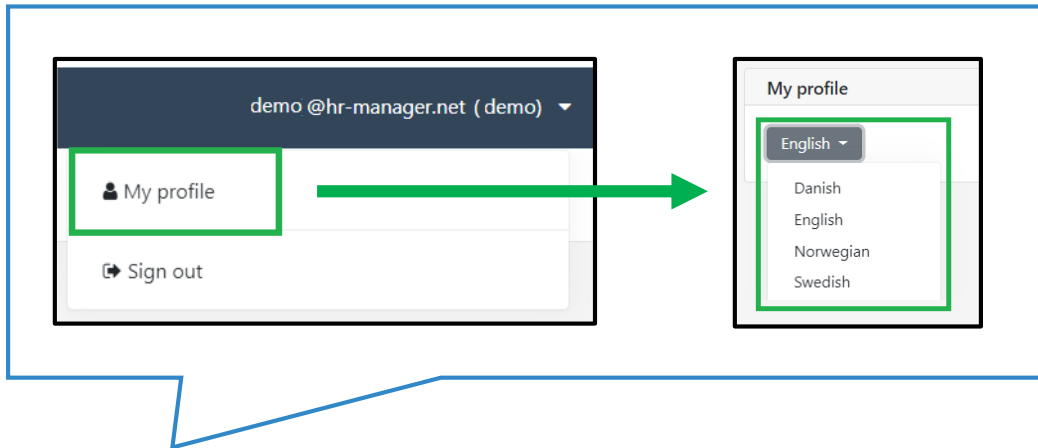 demo @hr-manager.net ( demo)
My profile
Sign out
My profile
English
Danish
English
Norwegian
Swedish